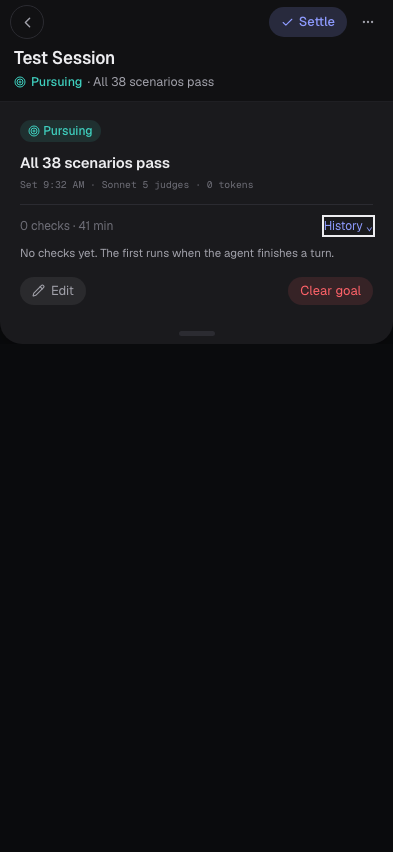 Settle
Test Session
Pursuing · All 38 scenarios pass
Pursuing
All 38 scenarios pass
Set 9:32 AM · Sonnet 5 judges · 0 tokens
0 checks · 41 min
History
No checks yet. The first runs when the agent finishes a turn.
Edit
Clear goal